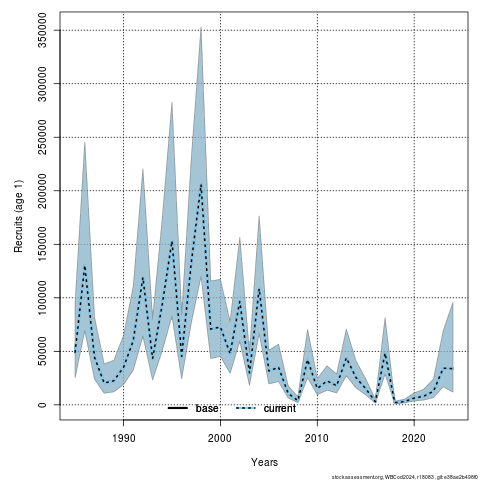 350000
300000
250000
200000
150000
100000
50000
0
Recruits (age 1)
base current
1990 2000 2010 2020
Years
stockassessment.org, WBCod2024, r18083 , git: